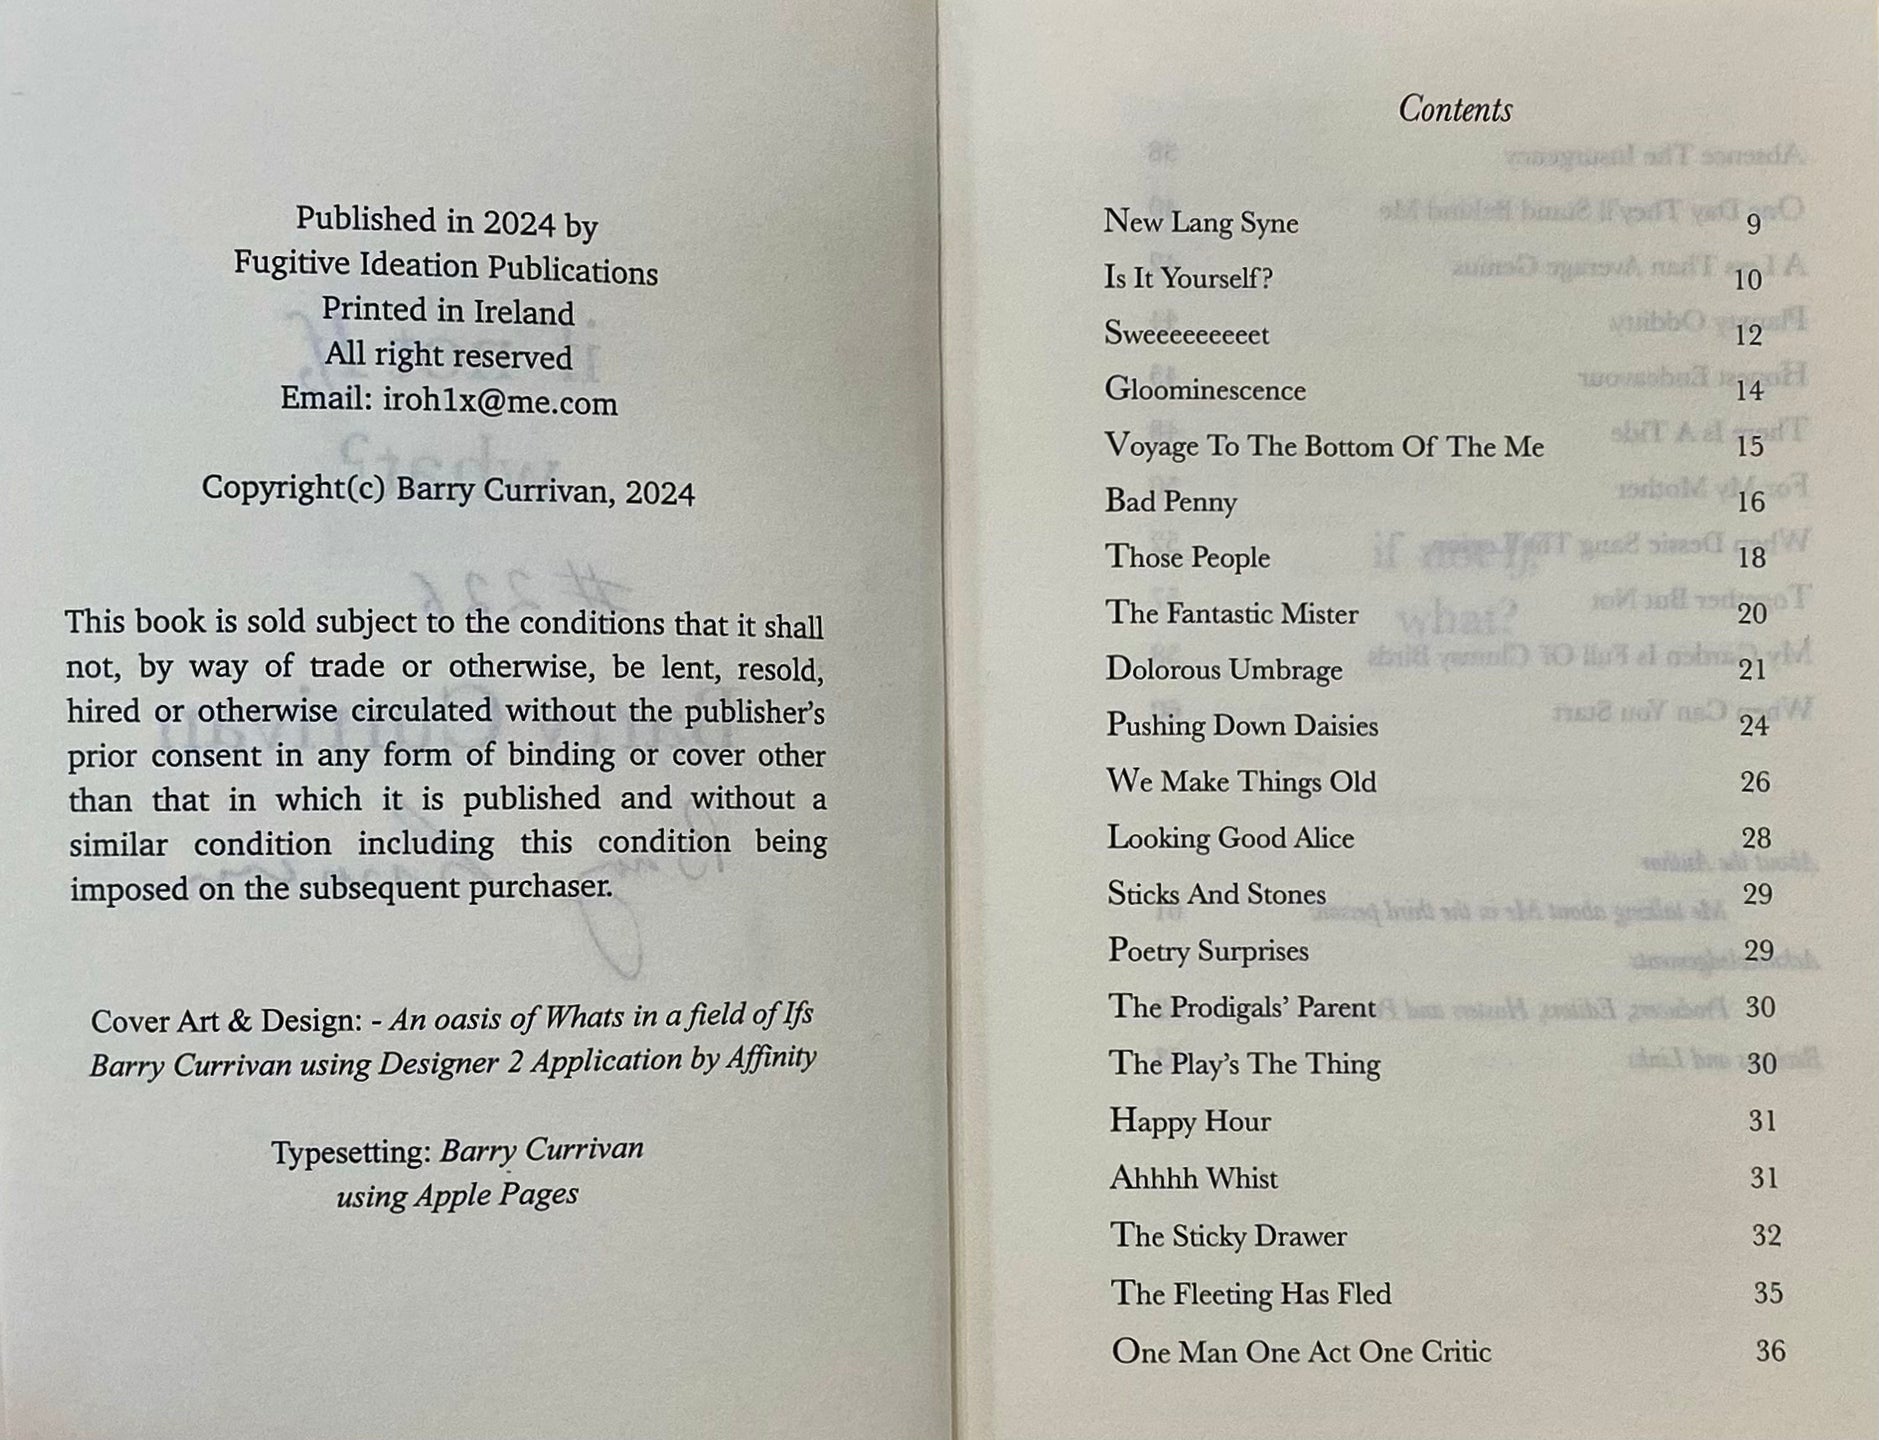 Published in 2024 by
Fugitive Ideation Publications
Printed in Ireland
All right reserved
Email: iroh1x@me.com
Copyright(c) Barry Currivan, 2024
This book is sold subject to the conditions that it shall
not, by way of trade or otherwise, be lent, resold,
hired or otherwise circulated without the publisher's
prior consent in any form of binding or cover other
than that in which it is published and without a
similar condition including this condition being
imposed on the subsequent purchaser.
Cover Art & Design: - An oasis of Whats in a field of Ifs
Barry Currivan using Designer 2 Application by Affinity
Typesetting: Barry Currivan
using Apple Pages
Contents
New Lang Syne 9
Is It Yourself? 10
Sweeeeeeeeet 12
Gloominescence 14
Voyage To The Bottom Of The Me 15
Bad Penny 16
Those People 18
The Fantastic Mister 20
Dolorous Umbrage 21
Pushing Down Daisies 24
We Make Things Old 26
Looking Good Alice 28
Sticks And Stones 29
Poetry Surprises 29
The Prodigals' Parent 30
The Play's The Thing 30
Happy Hour 31
Ahhhh Whist 31
The Sticky Drawer 32
The Fleeting Has Fled 35
One Man One Act One Critic 36